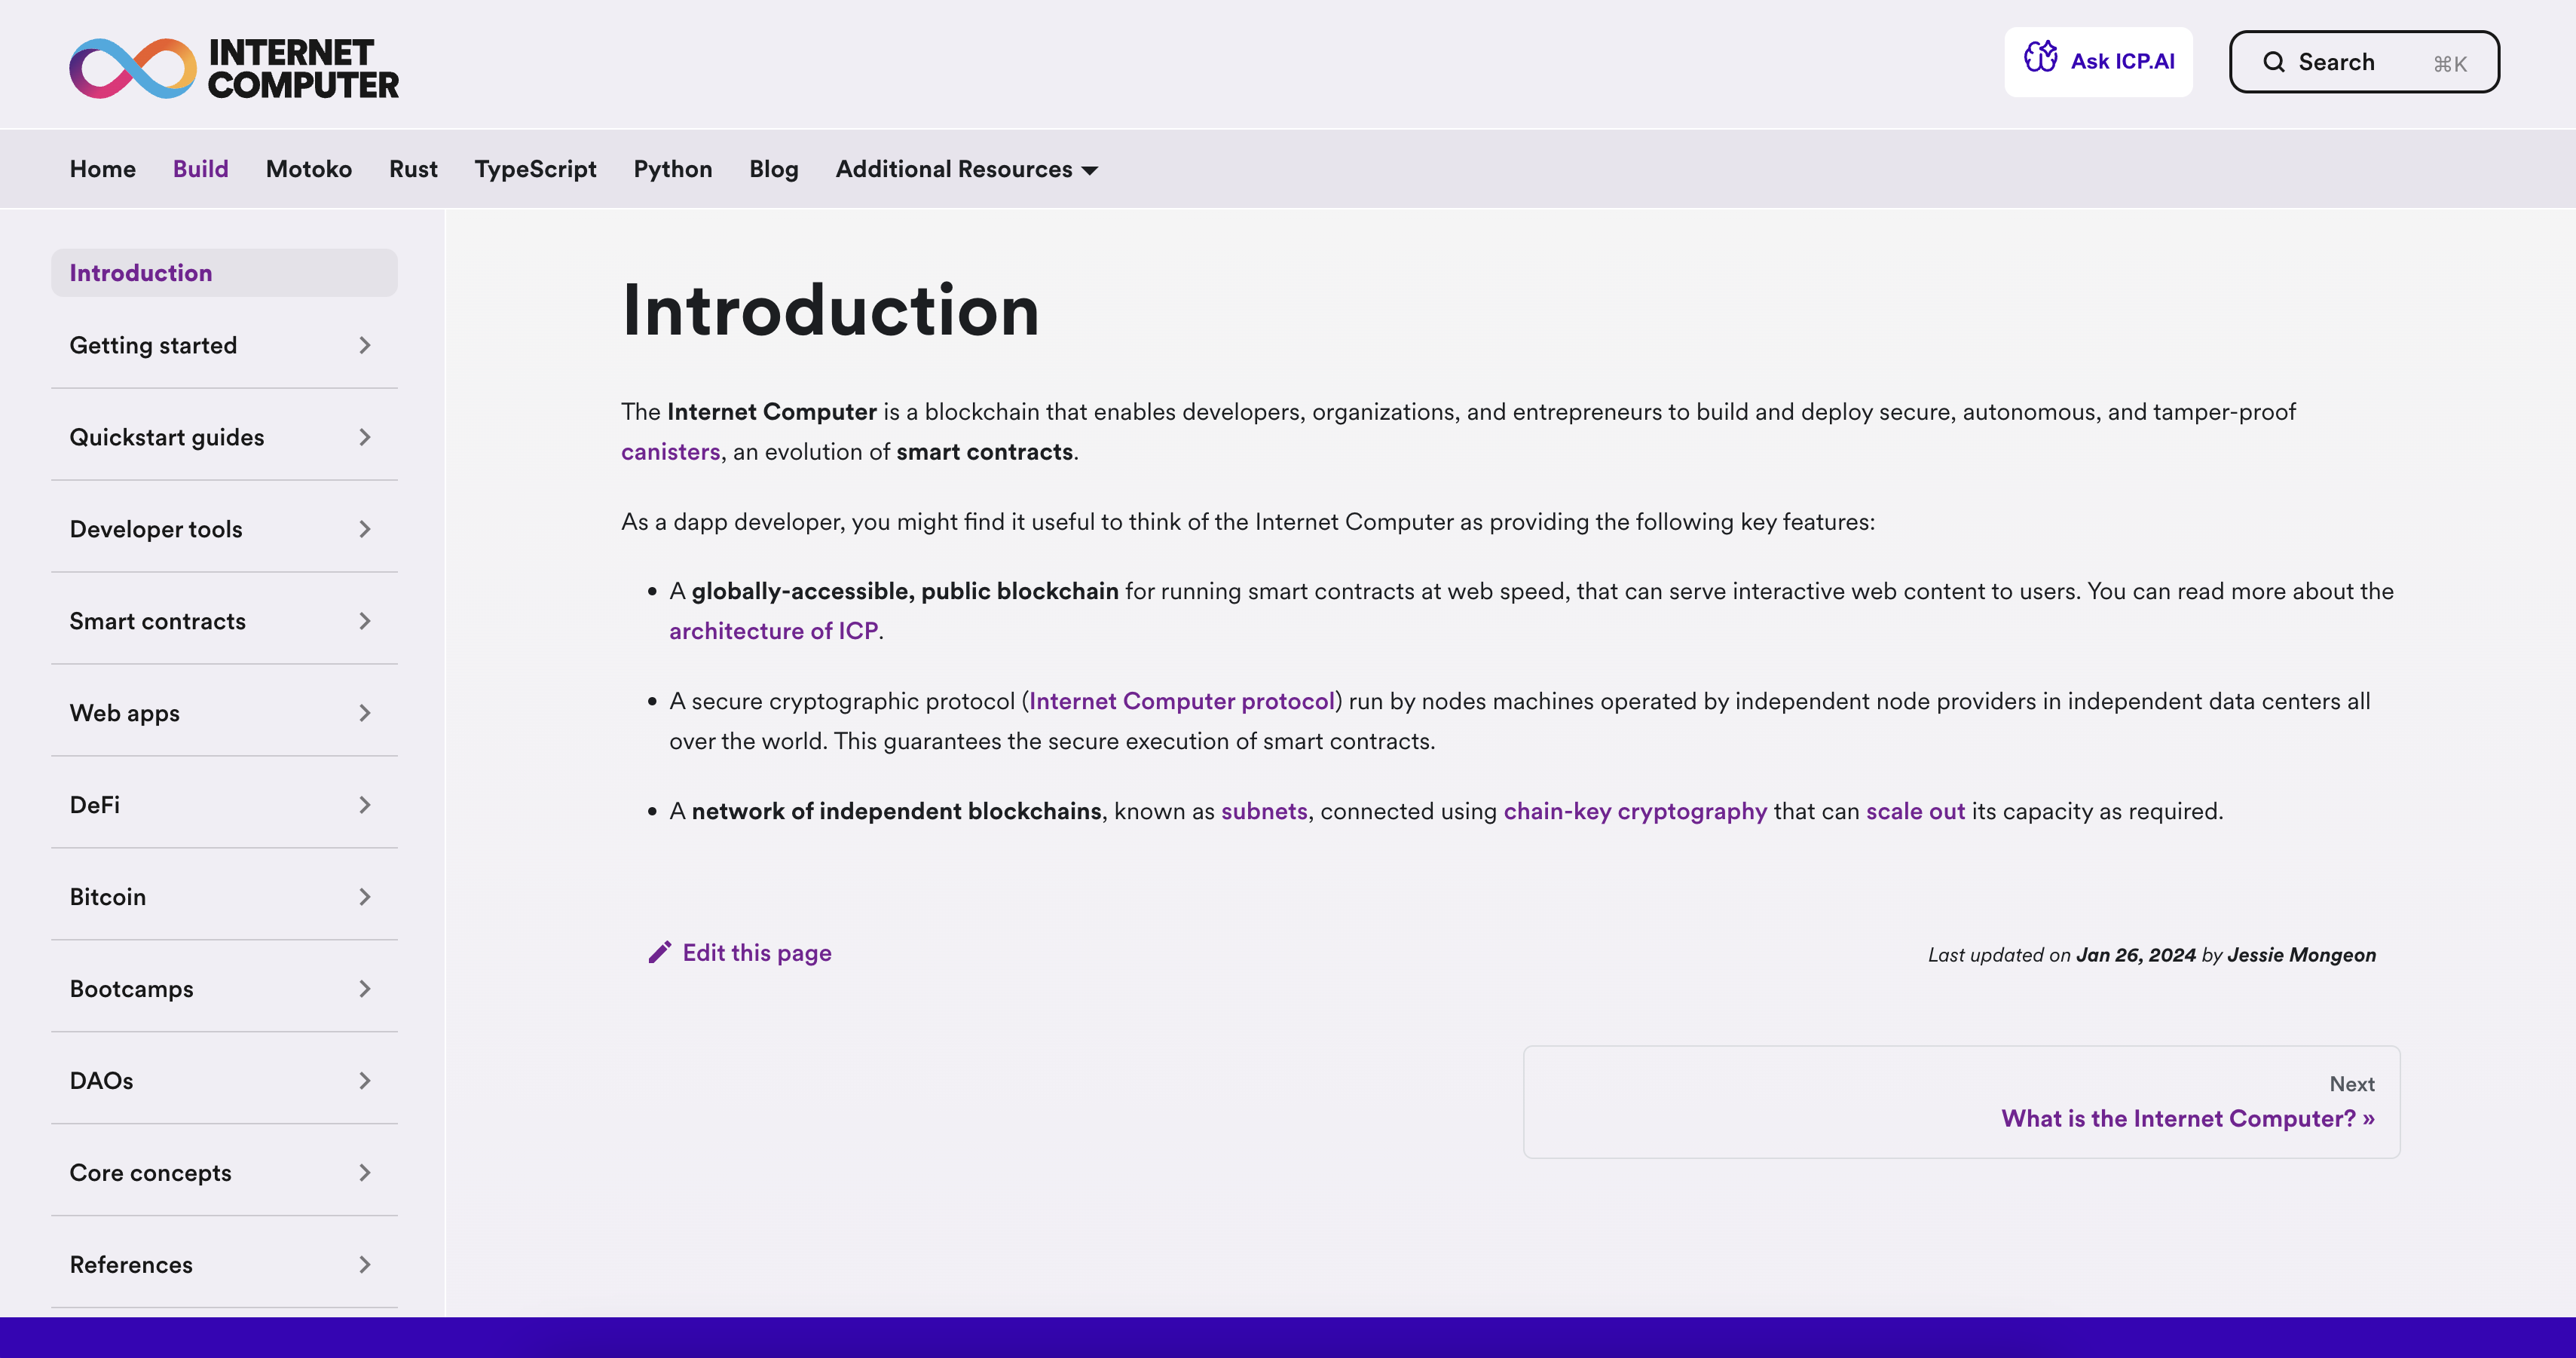 INTERNET
COMPUTER
Ask ICP.AI
Search
⌘K
Home
Build
Motoko
Rust
TypeScript
Python
Blog
Additional Resources
Introduction
Getting started
Quickstart guides
Developer tools
Smart contracts
Web apps
DeFi
Bitcoin
Bootcamps
DAOs
Core concepts
References
Introduction
The Internet Computer is a blockchain that enables developers, organizations, and entrepreneurs to build and deploy secure, autonomous, and tamper-proof
canisters, an evolution of smart contracts.
As a dapp developer, you might find it useful to think of the Internet Computer as providing the following key features:
• A globally-accessible, public blockchain for running smart contracts at web speed, that can serve interactive web content to users. You can read more about the
architecture of ICP.
• A secure cryptographic protocol (Internet Computer protocol) run by nodes machines operated by independent node providers in independent data centers all
over the world. This guarantees the secure execution of smart contracts.
• A network of independent blockchains, known as subnets, connected using chain-key cryptography that can scale out its capacity as required.
Edit this page
Last updated on Jan 26, 2024 by Jessie Mongeon
Next
What is the Internet Computer? »